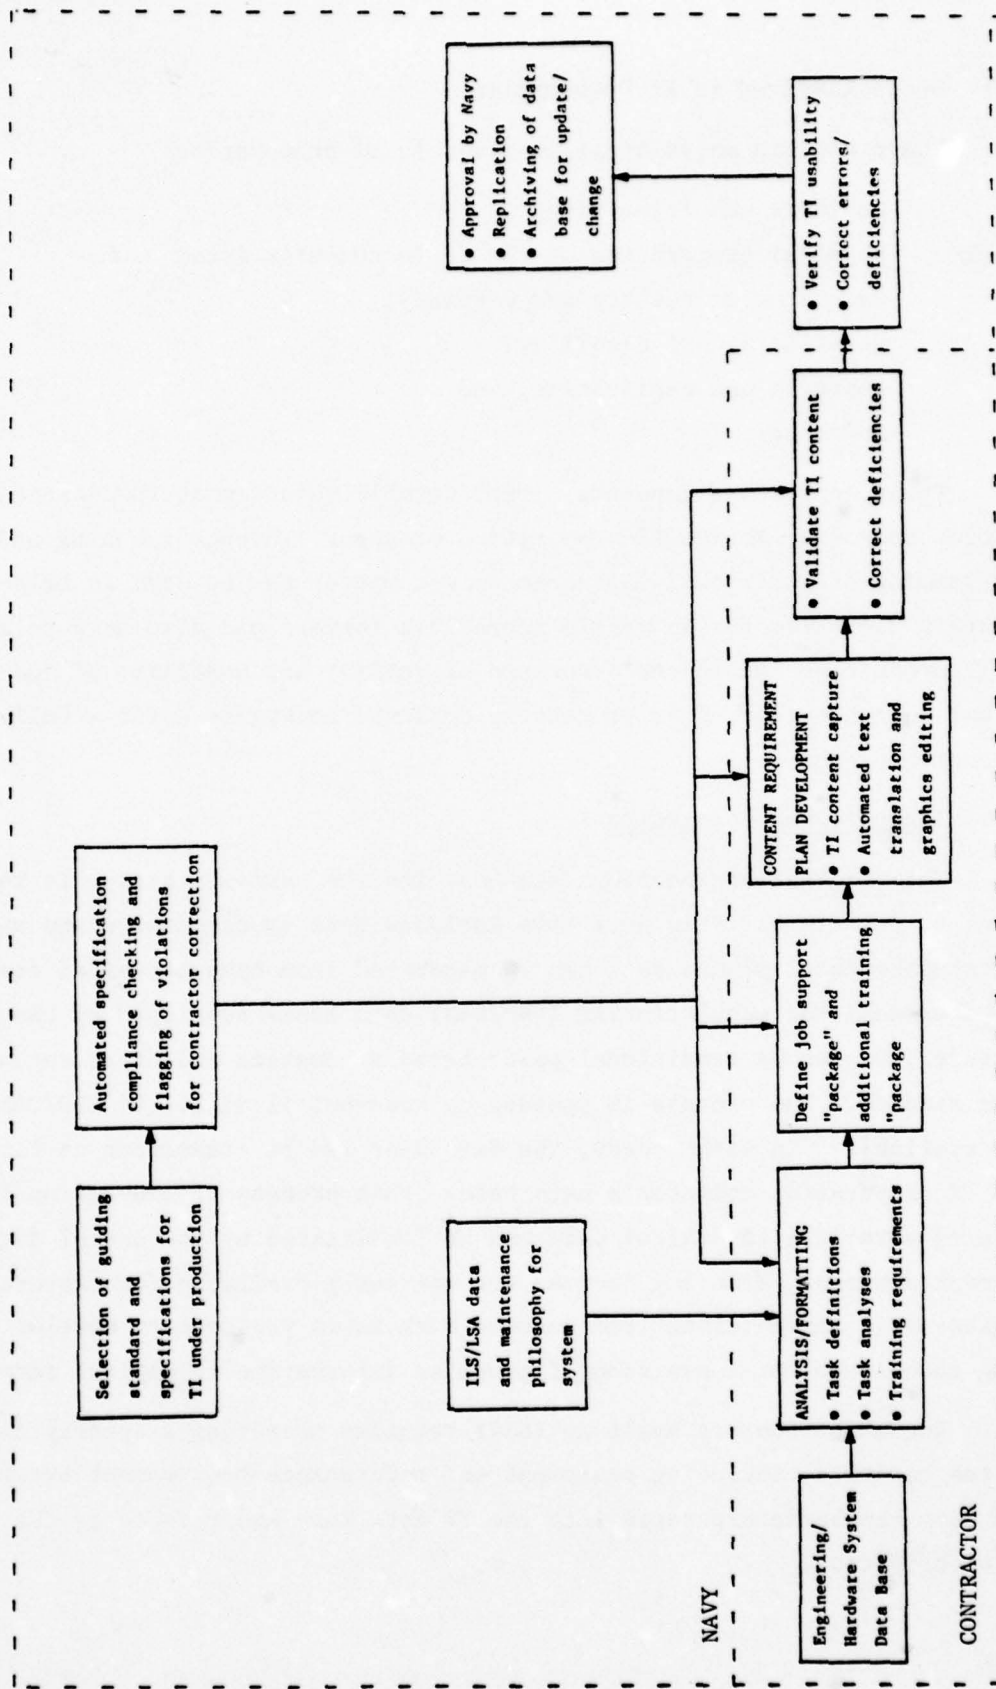 Selection of guiding
standard and
specifications for
TI under production
Automated specification
compliance checking and
flagging of violations
for contractor correction
ILS/LSA data
and maintenance
philosophy for
system
• Approval by Navy
• Replication
• Archiving of data
base for update/
change
NAVY
Engineering/
Hardware System
Data Base
ANALYSIS/FORMATTING
• Task definitions
• Task analyses
• Training requirements
Define job support
"package" and
additional training
"package
CONTENT REQUIREMENT
PLAN DEVELOPMENT
• TI content capture
• Automated text
translation and
graphics editing
• Validate TI content
• Correct deficiencies
• Verify TI usability
• Correct errors/
deficiencies
CONTRACTOR